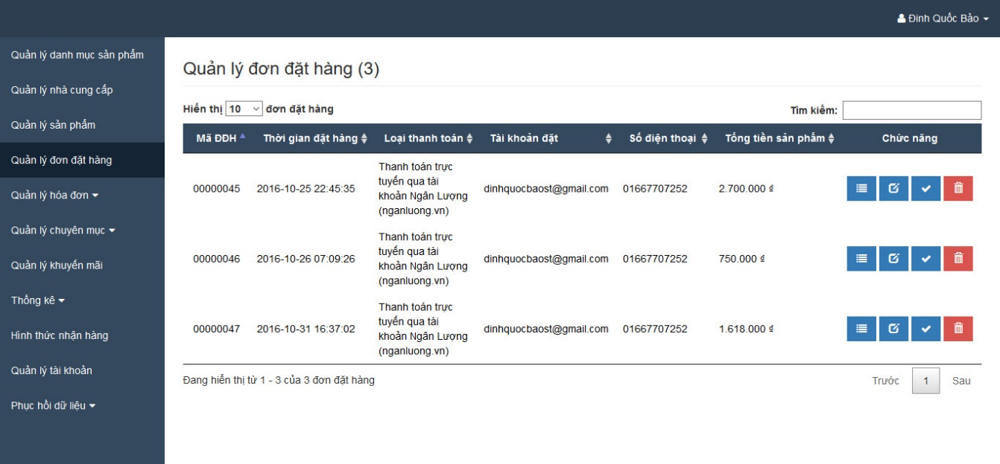 Đinh Quốc Bảo
Quản lý danh mục sản phẩm
Quản lý nhà cung cấp
Quản lý sản phẩm
Quản lý đơn đặt hàng
Quản lý hóa đơn
Quản lý chuyên mục
Quản lý khuyến mãi
Thống kê
Hình thức nhận hàng
Quản lý tài khoản
Phục hồi dữ liệu
Quản lý đơn đặt hàng (3)
Hiển thị 10 đơn đặt hàng
Tìm kiếm:
Mã ĐĐH Thời gian đặt hàng Loại thanh toán Tài khoản đặt Số điện thoại Tổng tiền sản phẩm Chức năng
Thanh toán trực
tuyến qua tài
00000045 2016-10-25 22:45:35 khoản Ngân Lượng dinhquocbaost@gmail.com 01667707252 2.700.000 ₫
(nganluong.vn)
Thanh toán trực
tuyến qua tài
00000046 2016-10-26 07:09:26 khoản Ngân Lượng dinhquocbaost@gmail.com 01667707252 750.000 ₫
(nganluong.vn)
Thanh toán trực
tuyến qua tài
00000047 2016-10-31 16:37:02 khoản Ngân Lượng dinhquocbaost@gmail.com 01667707252 1.618.000 ₫
(nganluong.vn)
Đang hiển thị từ 1 - 3 của 3 đơn đặt hàng
Trước 1 Sau